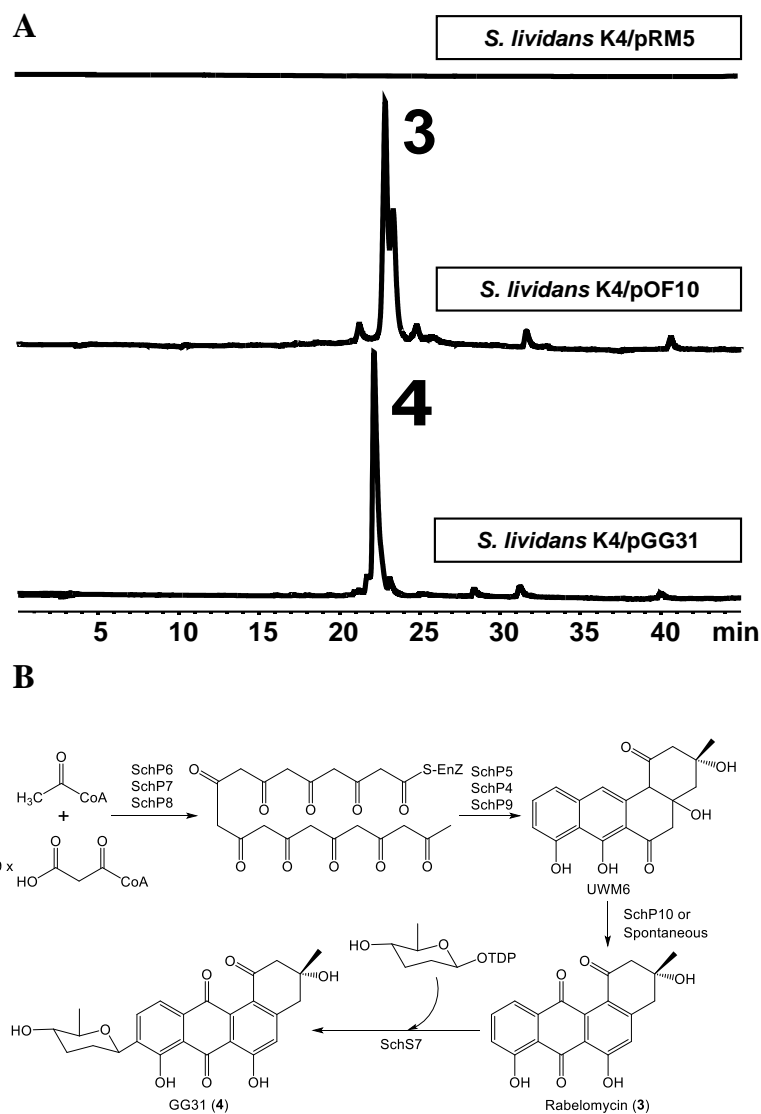 A
S. lividans K4/pRM5
3
S. lividans K4/pOF10
4
S. lividans K4/pGG31
5 10 15 20 25 30 35 40 min
B
O
H3C CoA
+
O O
HO CoA
x
SchP6
SchP7
SchP8
O S-EnZ
O O O O
O O O O O
SchP5
SchP4
SchP9
O
OH
OH
OH OH O
UWM6
SchP10 or
Spontaneous
HO O OTDP
SchS7
O
OH
O
HO O
OH O OH
GG31 (4)
O
OH
O
OH O OH
Rabelomycin (3)